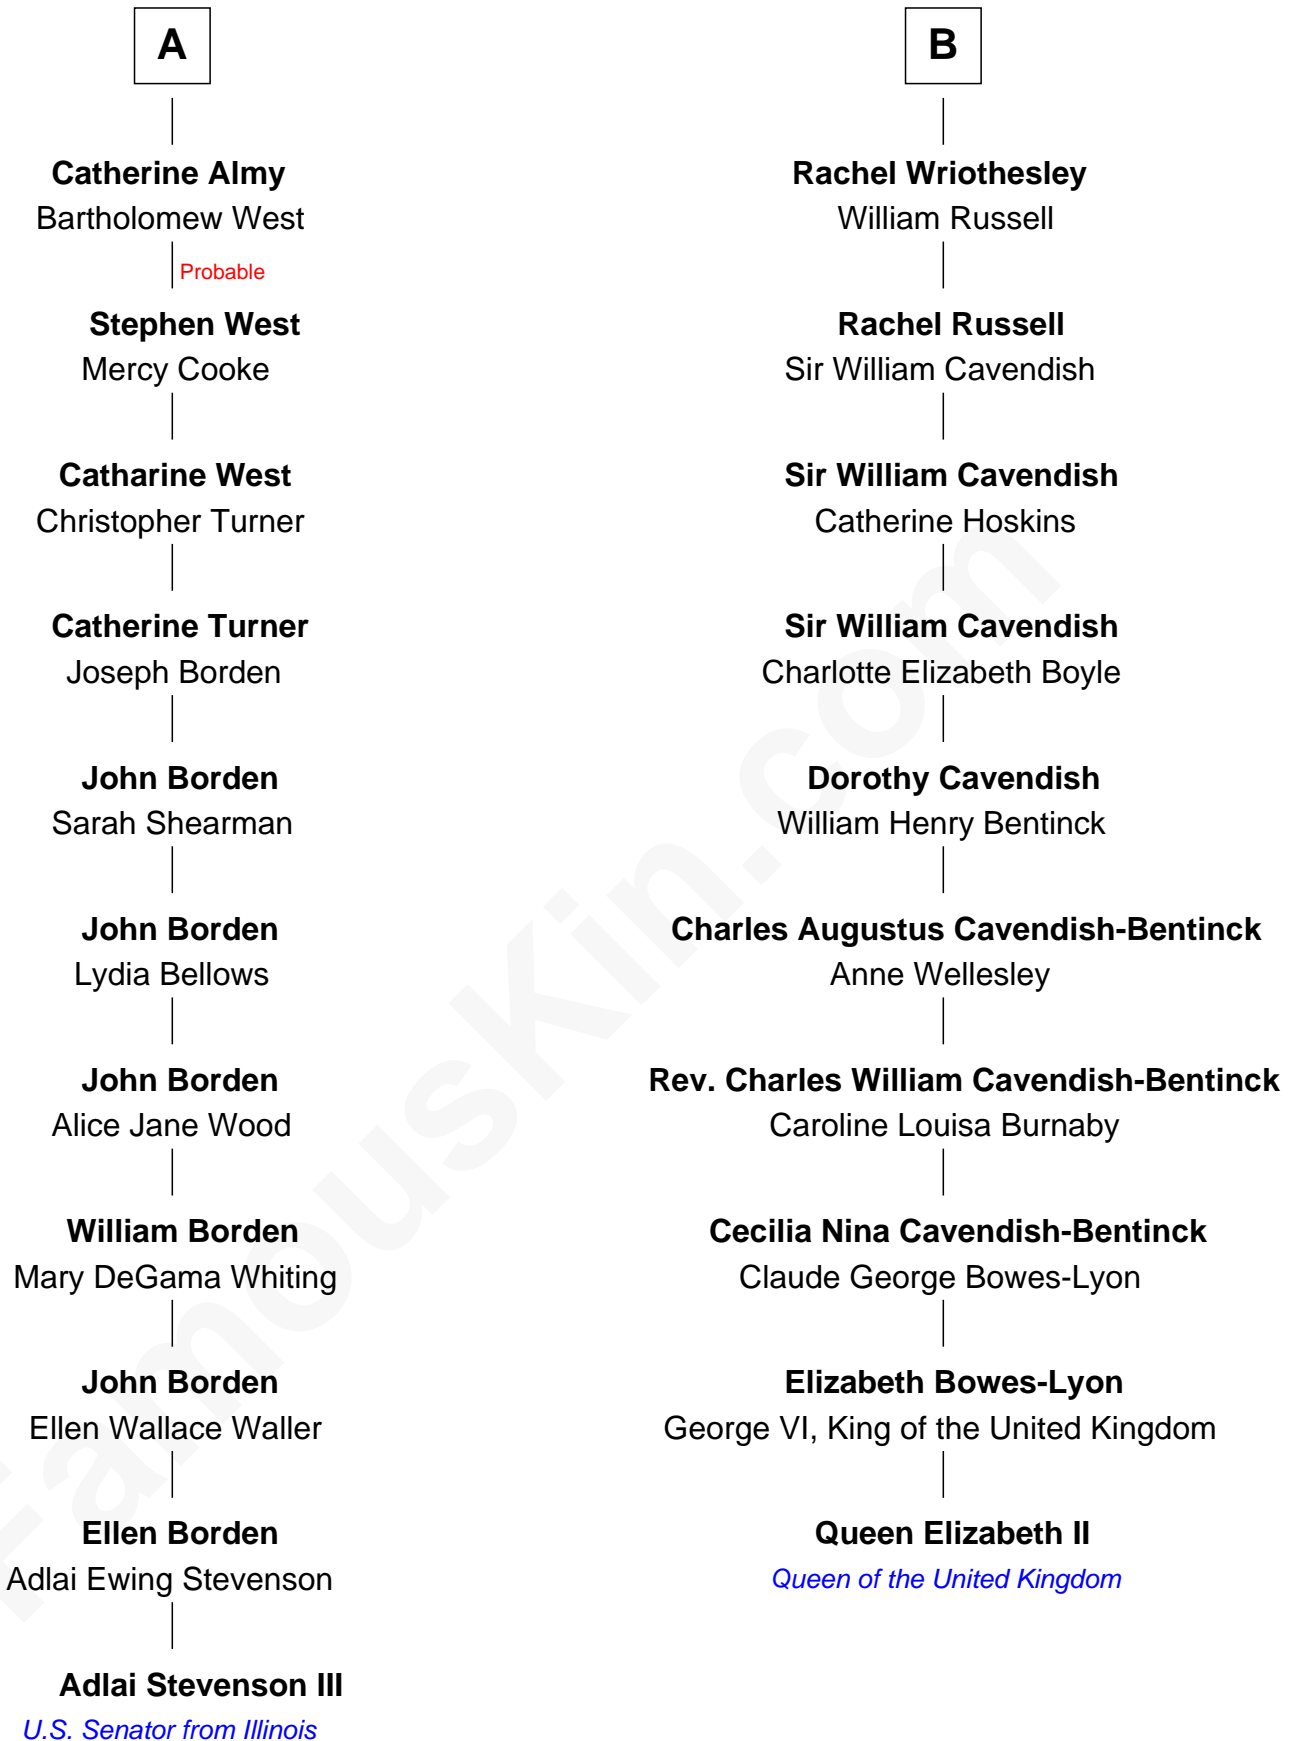 A
Catherine Almy
Bartholomew West
Probable
Stephen West
Mercy Cooke
Catharine West
Christopher Turner
Catherine Turner
Joseph Borden
John Borden
Sarah Shearman
John Borden
Lydia Bellows
John Borden
Alice Jane Wood
William Borden
Mary DeGama Whiting
John Borden
Ellen Wallace Waller
Ellen Borden
Adlai Ewing Stevenson
Adlai Stevenson III
U.S. Senator from Illinois
B
Rachel Wriothesley
William Russell
Rachel Russell
Sir William Cavendish
Sir William Cavendish
Catherine Hoskins
Sir William Cavendish
Charlotte Elizabeth Boyle
Dorothy Cavendish
William Henry Bentinck
Charles Augustus Cavendish-Bentinck
Anne Wellesley
Rev. Charles William Cavendish-Bentinck
Caroline Louisa Burnaby
Cecilia Nina Cavendish-Bentinck
Claude George Bowes-Lyon
Elizabeth Bowes-Lyon
George VI, King of the United Kingdom
Queen Elizabeth II
Queen of the United Kingdom
FamousKin.com